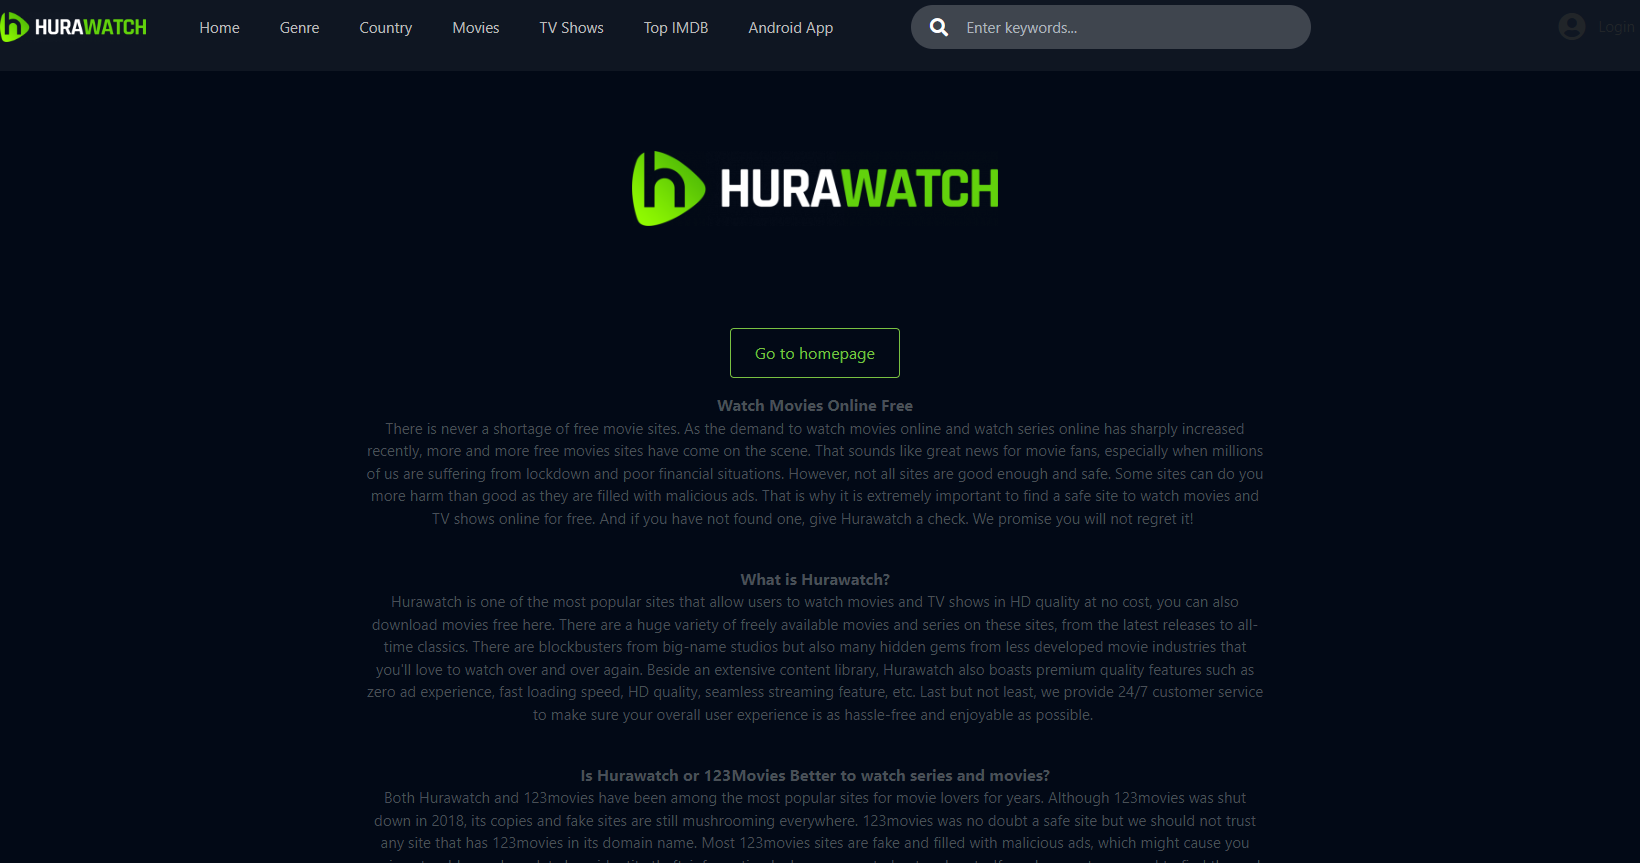 HURAWATCH Home Genre Country Movies TV Shows Top IMDB Android App Enter keywords... Login
HURAWATCH
Go to homepage
Watch Movies Online Free
There is never a shortage of free movie sites. As the demand to watch movies online and watch series online has sharply increased
recently, more and more free movies sites have come on the scene. That sounds like great news for movie fans, especially when millions
of us are suffering from lockdown and poor financial situations. However, not all sites are good enough and safe. Some sites can do you
more harm than good as they are filled with malicious ads. That is why it is extremely important to find a safe site to watch movies and
TV shows online for free. And if you have not found one, give Hurawatch a check. We promise you will not regret it!
What is Hurawatch?
Hurawatch is one of the most popular sites that allow users to watch movies and TV shows in HD quality at no cost, you can also
download movies free here. There are a huge variety of freely available movies and series on these sites, from the latest releases to all-
time classics. There are blockbusters from big-name studios but also many hidden gems from less developed movie industries that
you'll love to watch over and over again. Beside an extensive content library, Hurawatch also boasts premium quality features such as
zero ad experience, fast loading speed, HD quality, seamless streaming feature, etc. Last but not least, we provide 24/7 customer service
to make sure your overall user experience is as hassle-free and enjoyable as possible.
Is Hurawatch or 123Movies Better to watch series and movies?
Both Hurawatch and 123movies have been among the most popular sites for movie lovers for years. Although 123movies was shut
down in 2018, its copies and fake sites are still mushrooming everywhere. 123movies was no doubt a safe site but we should not trust
any site that has 123movies in its domain name. Most 123movies sites are fake and filled with malicious ads, which might cause you